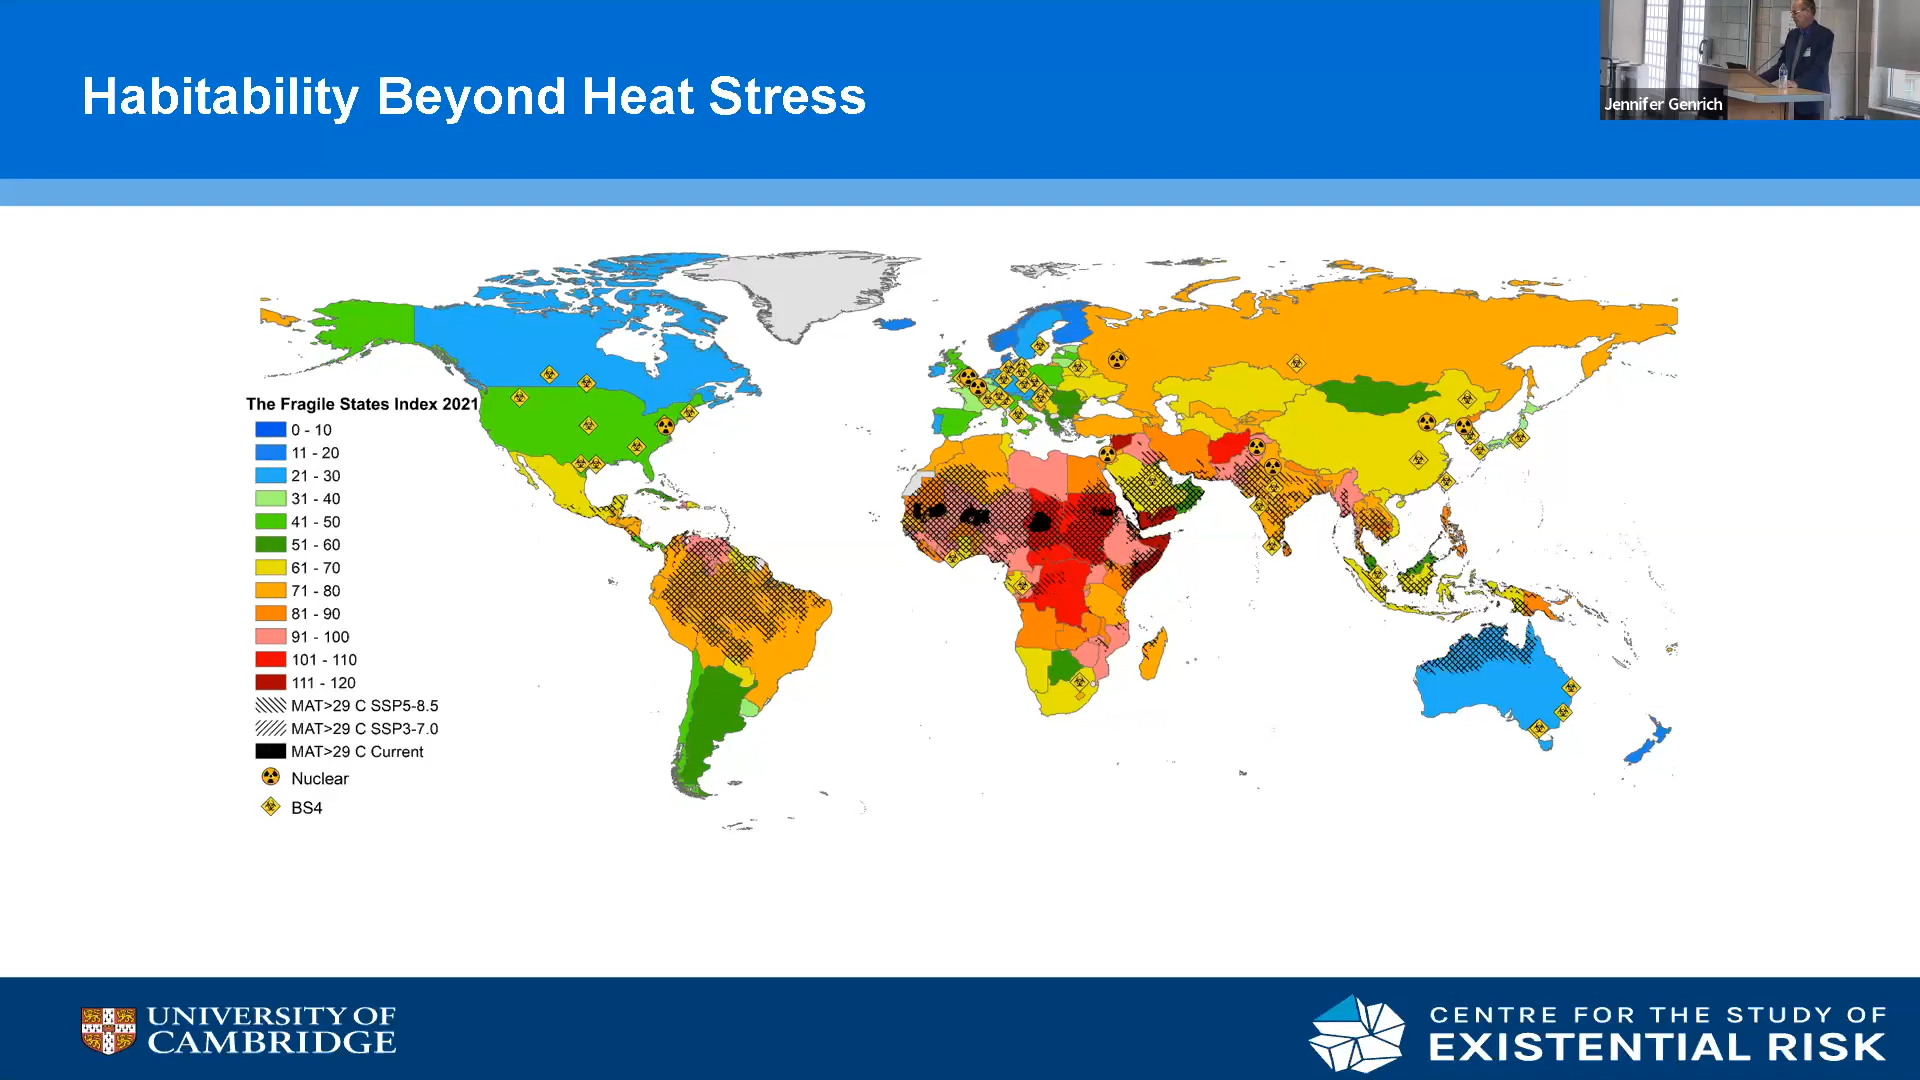 Habitability Beyond Heat Stress
Jennifer Genrich
The Fragile States Index 2021
0 - 10
11 - 20
21 - 30
31 - 40
41 - 50
51 - 60
61 - 70
71 - 80
81 - 90
91 - 100
101 - 110
111 - 120
MAT>29 C SSP5-8.5
MAT>29 C SSP3-7.0
MAT>29 C Current
Nuclear
BS4
UNIVERSITY OF
CAMBRIDGE
CENTRE FOR THE STUDY OF
EXISTENTIAL RISK